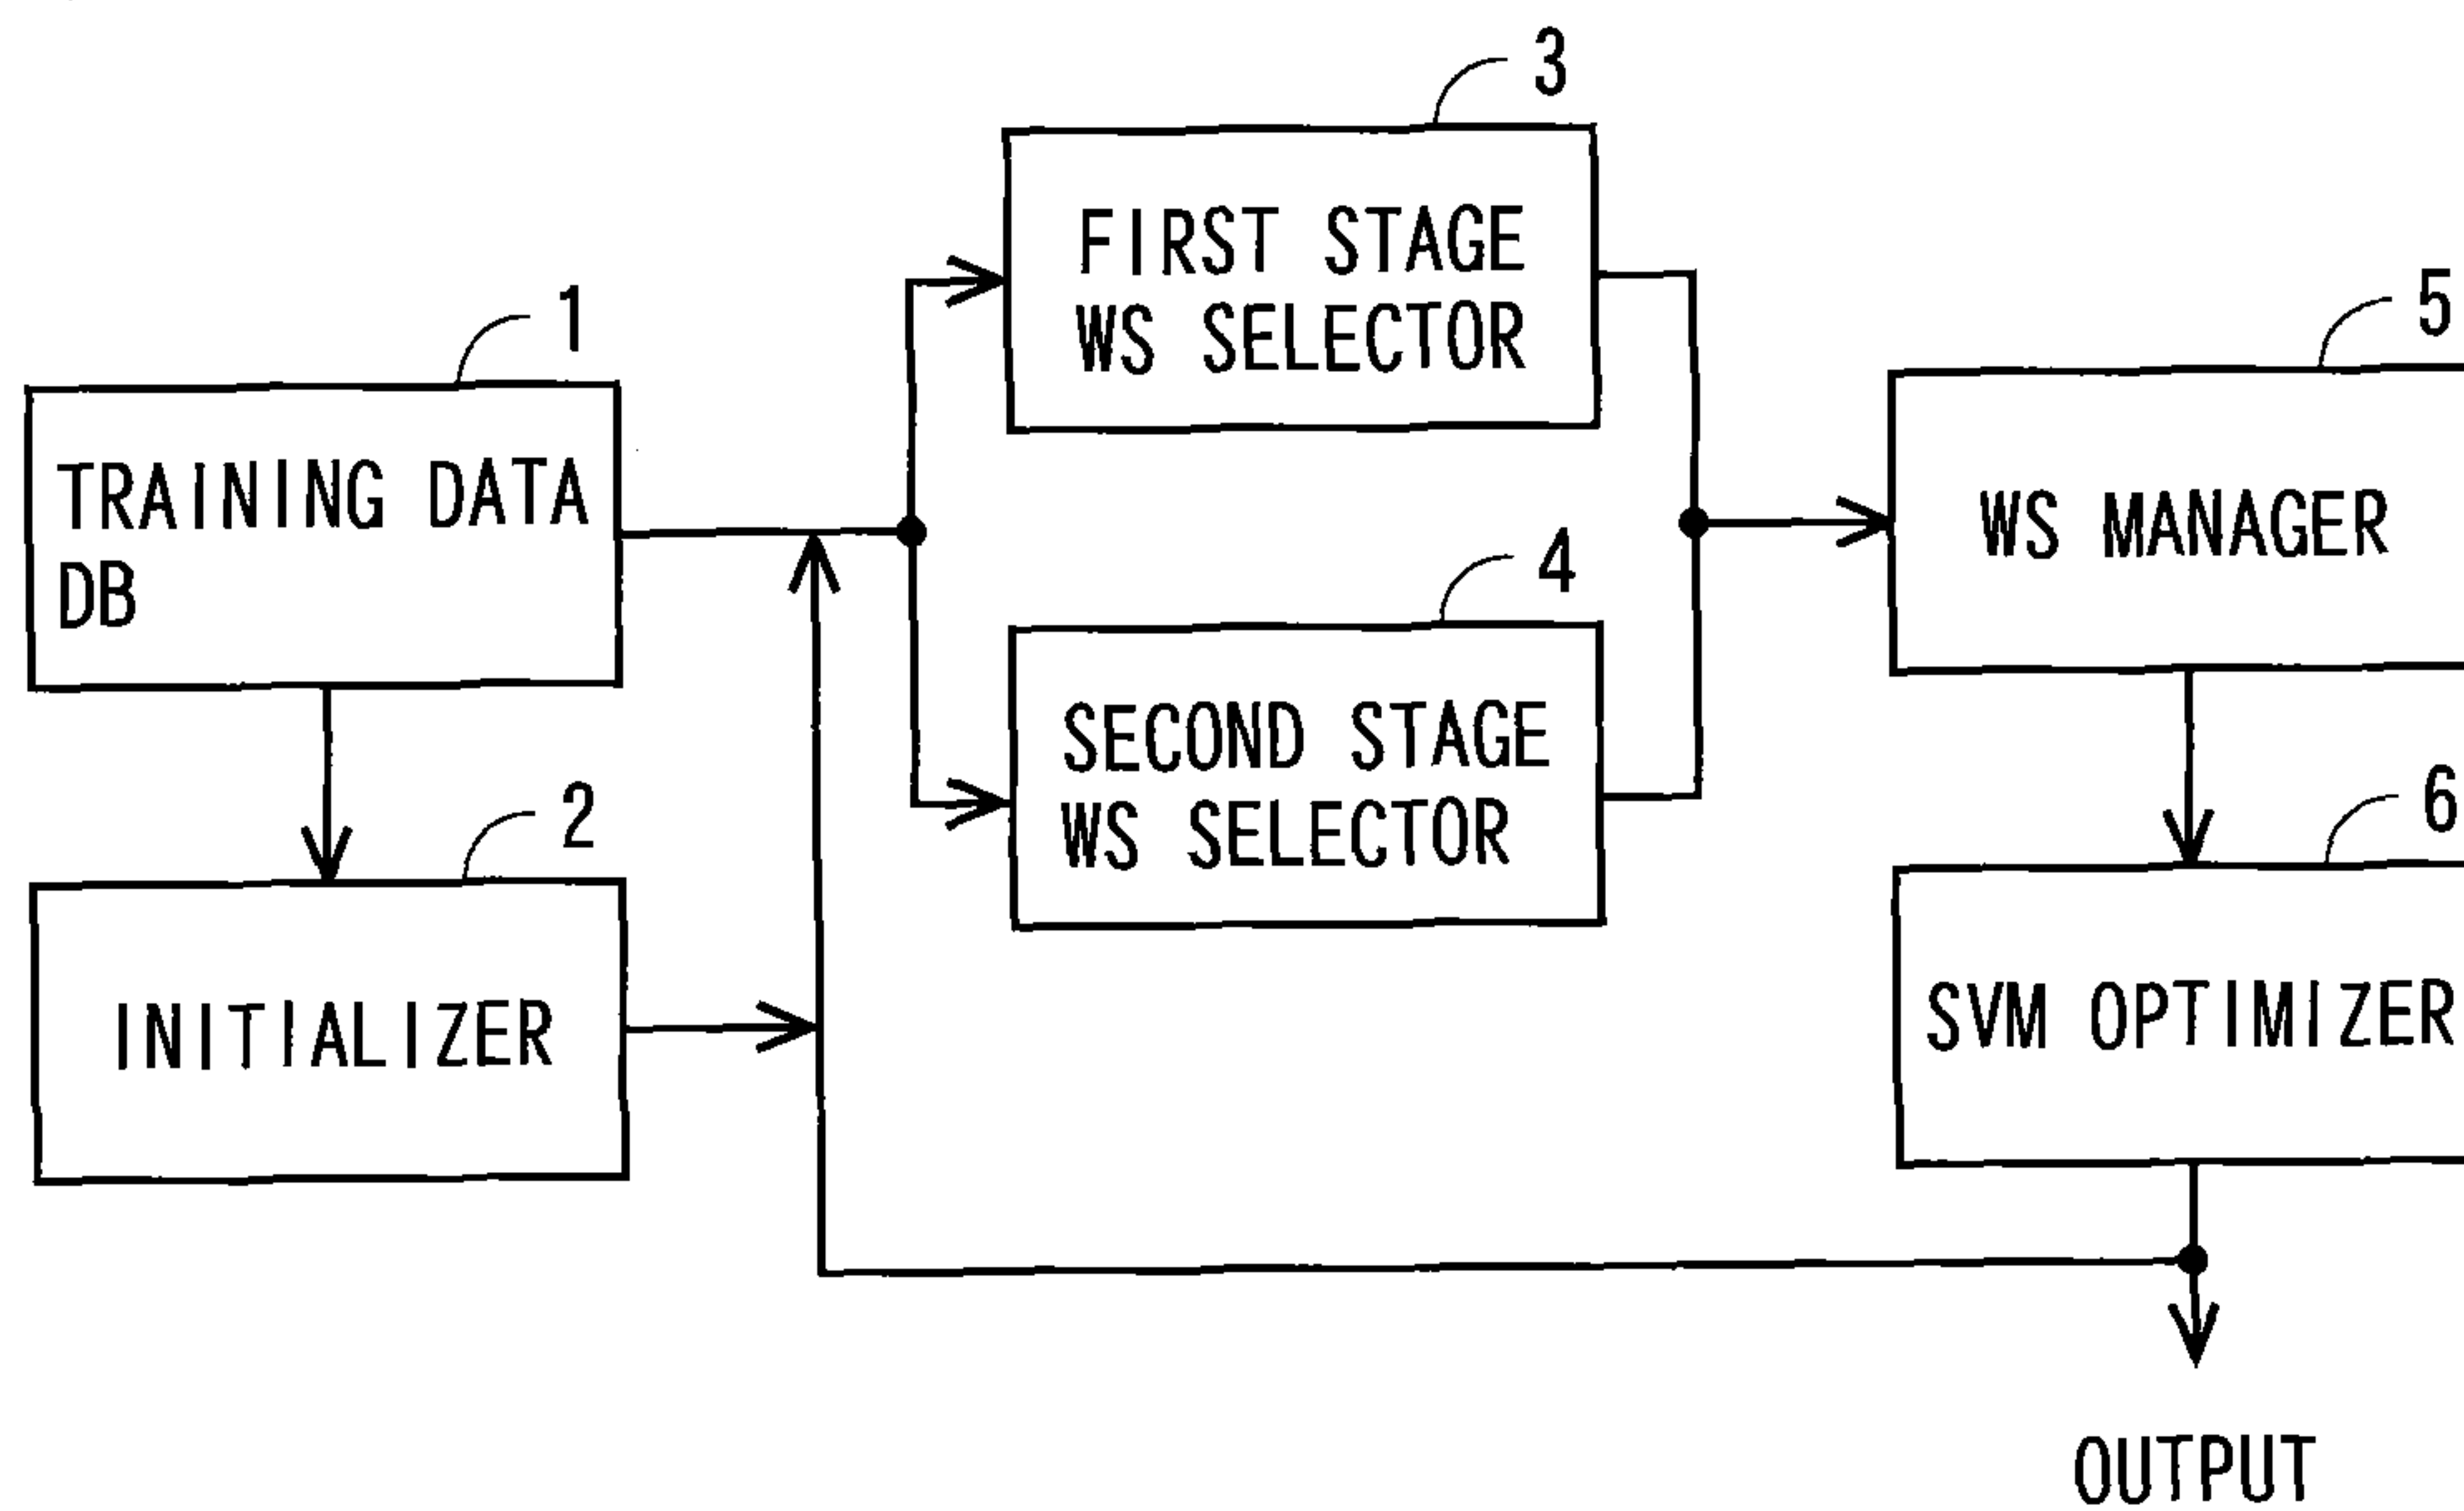 3
FIRST STAGE
WS SELECTOR
1
TRAINING DATA
DB
5
WS MANAGER
4
SECOND STAGE
WS SELECTOR
2
INITIALIZER
6
SVM OPTIMIZER
OUTPUT